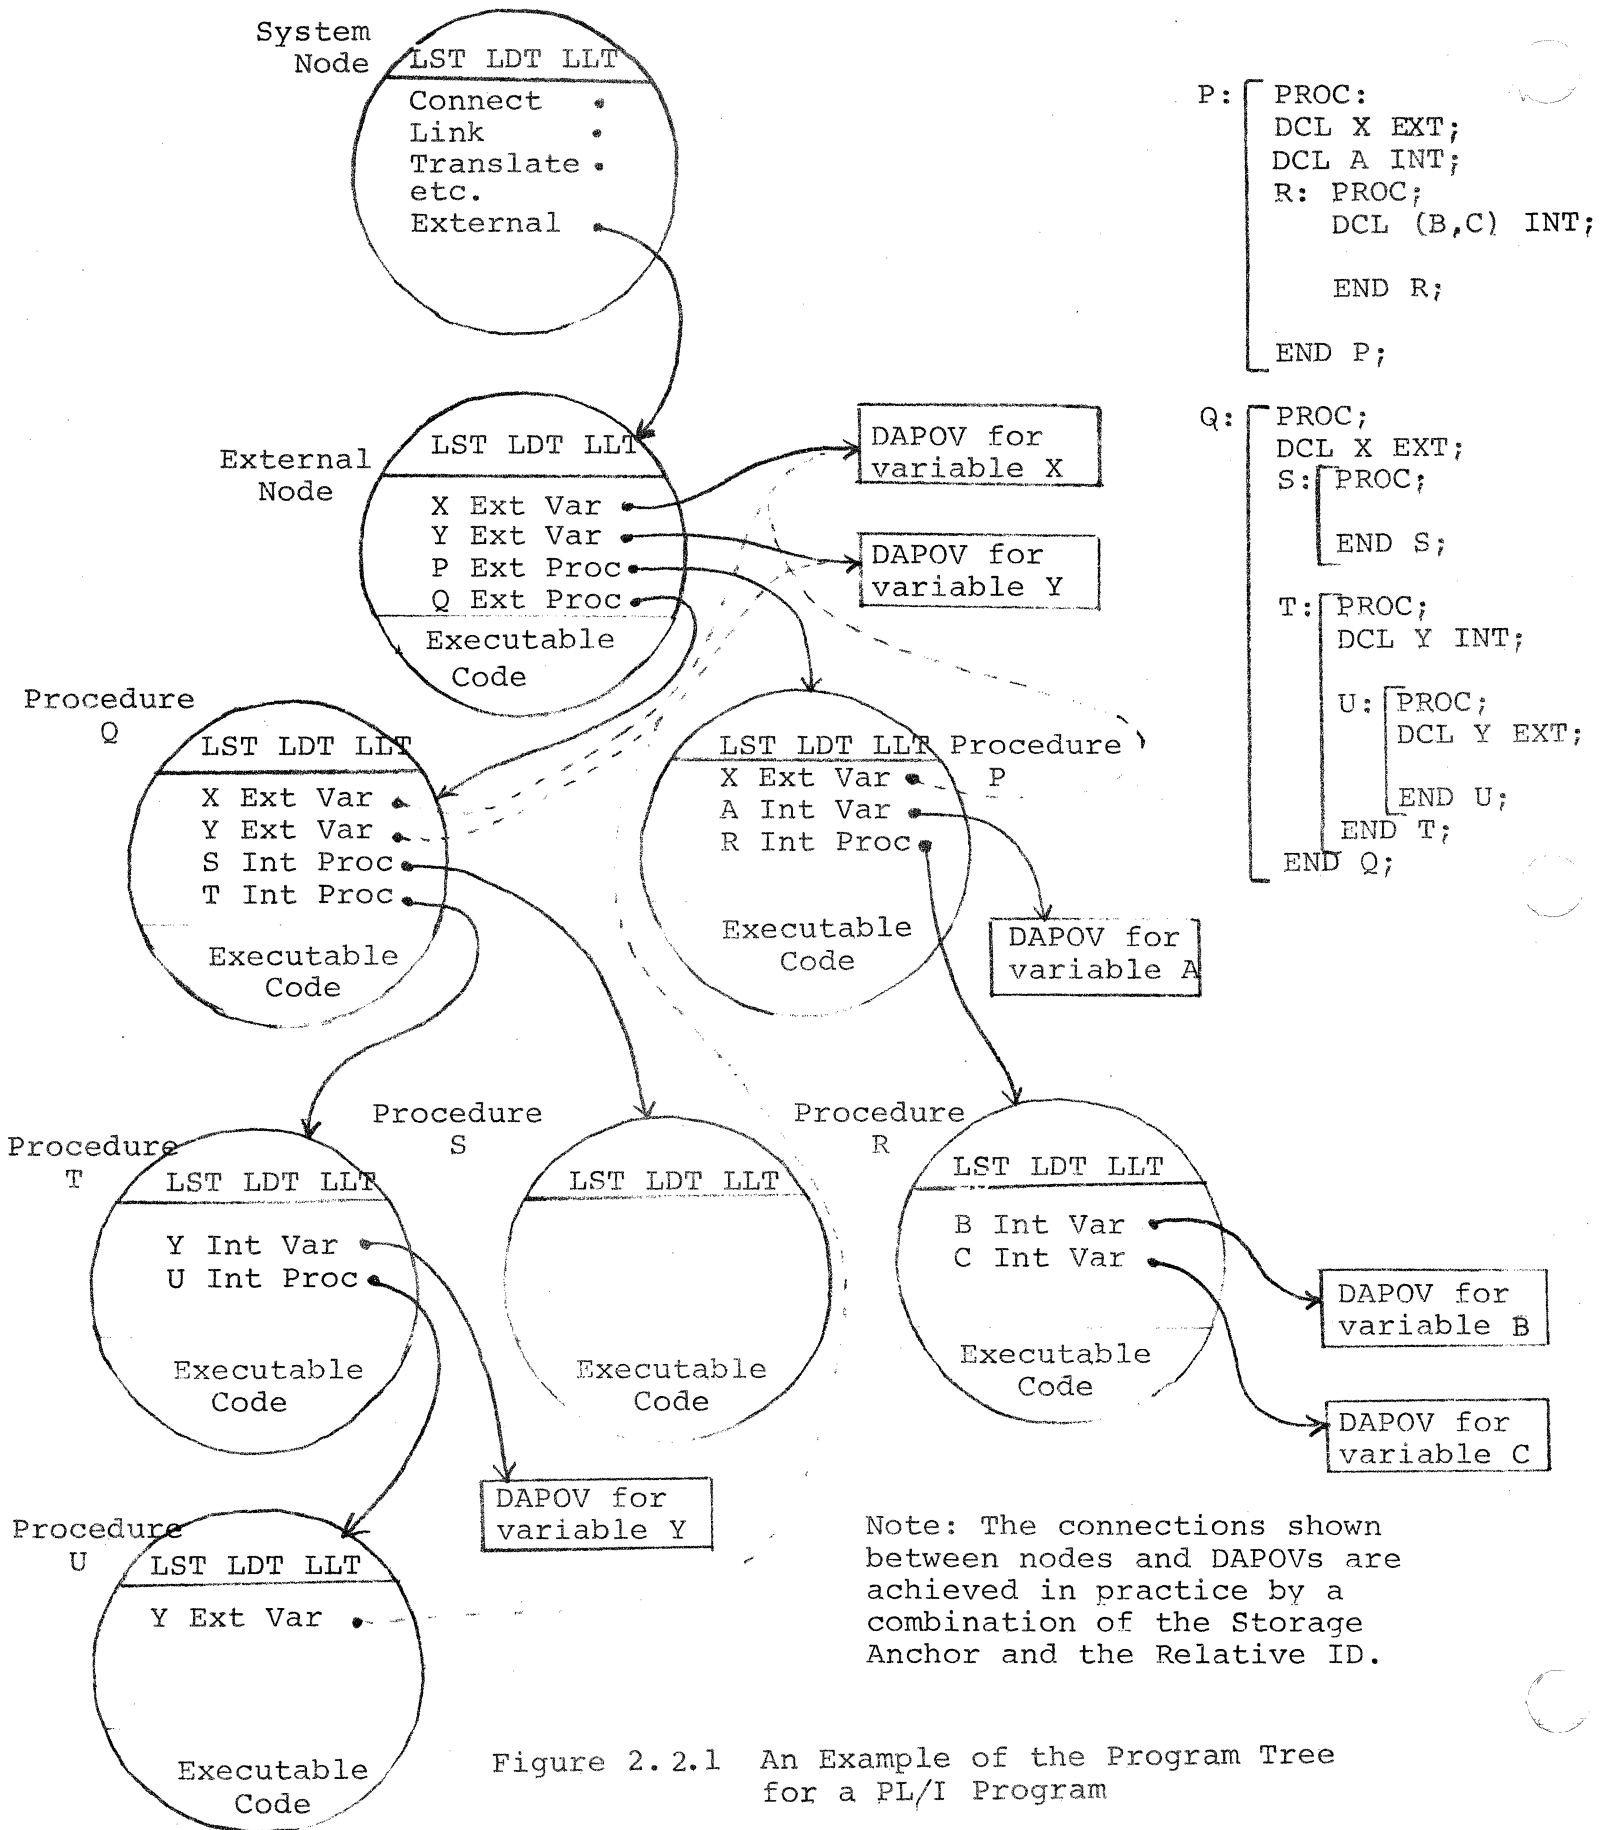 System
Node
LST LDT LLT
Connect
Link
Translate
etc.
External
External
Node
LST LDT LLT
X Ext Var
Y Ext Var
P Ext Proc
Q Ext Proc
Executable
Code
DAPOV for
variable X
DAPOV for
variable Y
P: PROC:
DCL X EXT;
DCL A INT;
R: PROC;
DCL (B,C) INT;
END R;
END P;
Q: PROC;
DCL X EXT;
S: PROC;
END S;
T: PROC;
DCL Y INT;
U: PROC;
DCL Y EXT;
END U;
END T;
END Q;
Procedure
Q
LST LDT LLT
X Ext Var
Y Ext Var
S Int Proc
T Int Proc
Executable
Code
Procedure
P
LST LDT LLT
X Ext Var
A Int Var
R Int Proc
Executable
Code
DAPOV for
variable A
Procedure
T
LST LDT LLT
Y Int Var
U Int Proc
Executable
Code
Procedure
S
LST LDT LLT
Executable
Code
Procedure
R
LST LDT LLT
B Int Var
C Int Var
Executable
Code
DAPOV for
variable B
DAPOV for
variable C
DAPOV for
variable Y
Procedure
U
LST LDT LLT
Y Ext Var
Executable
Code
Note: The connections shown
between nodes and DAPOVs are
achieved in practice by a
combination of the Storage
Anchor and the Relative ID.
Figure 2.2.1 An Example of the Program Tree
for a PL/I Program